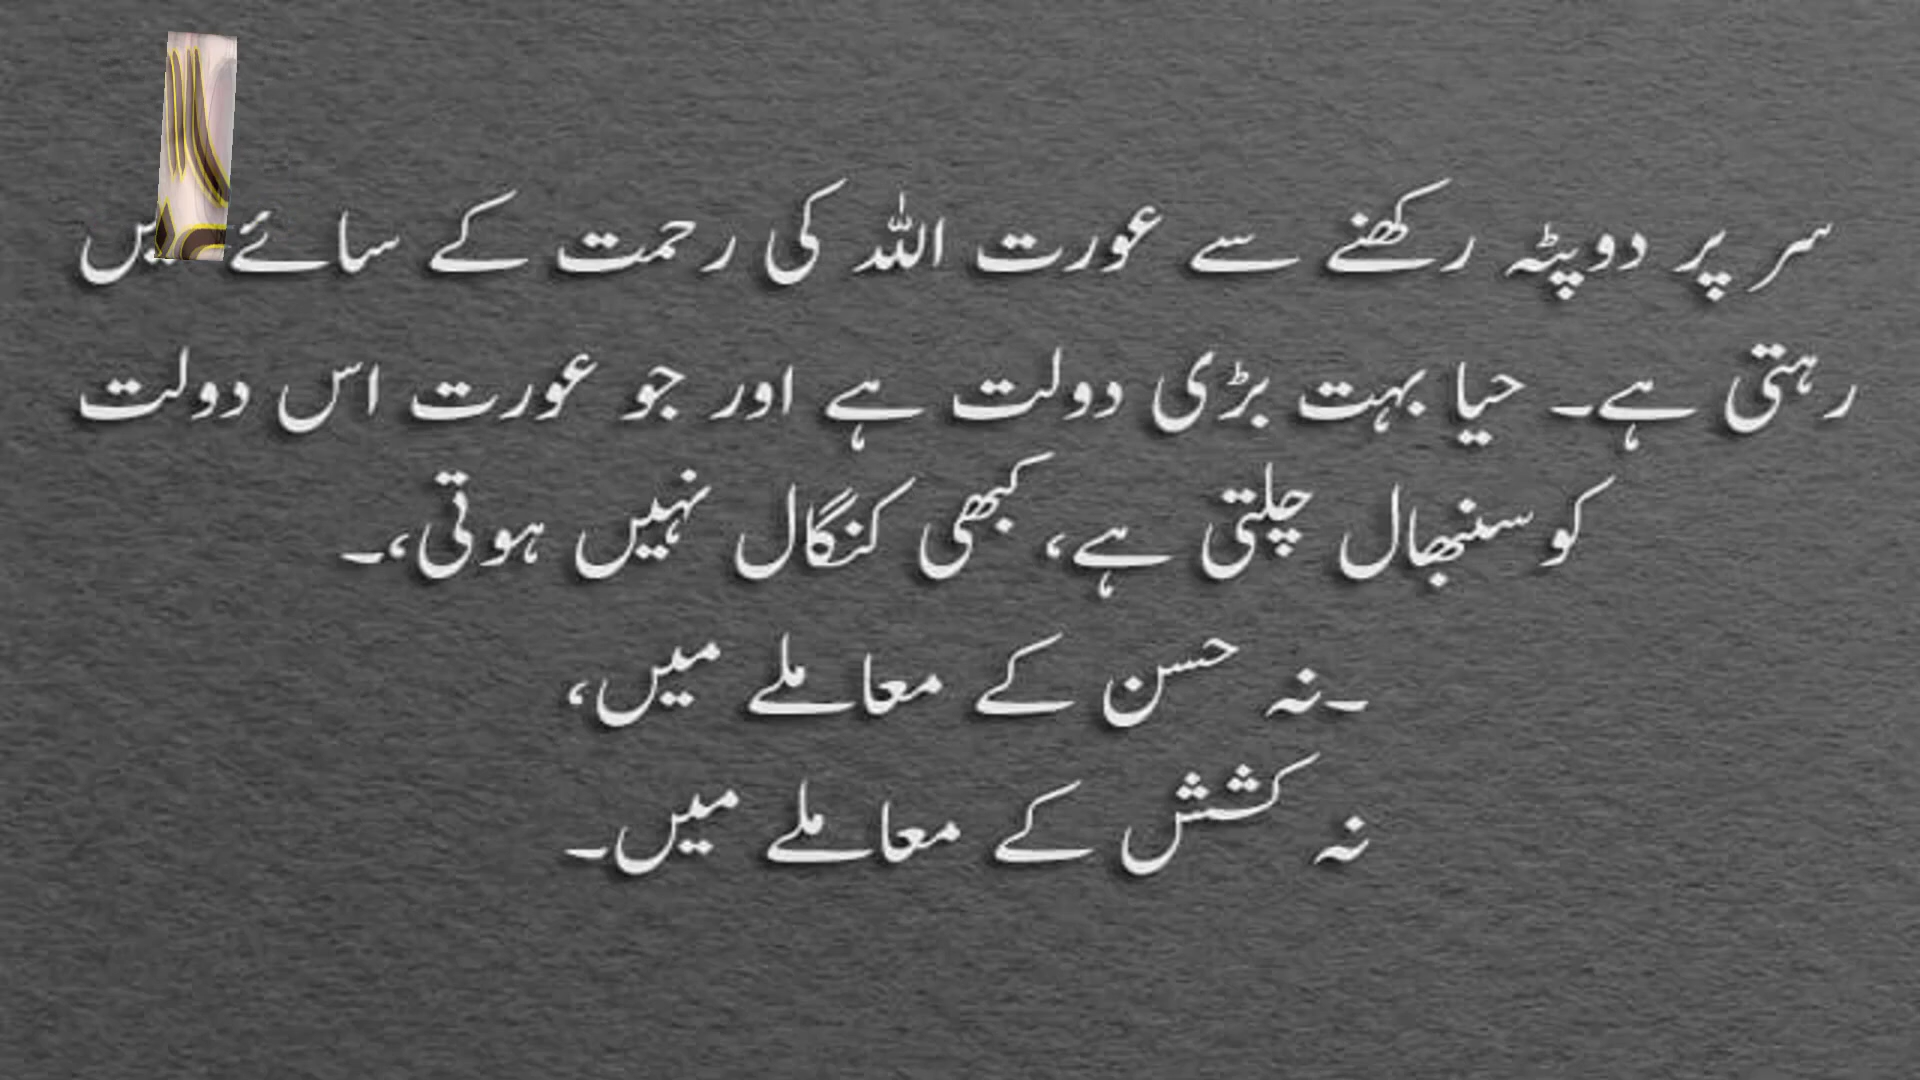 سر پر دوپٹہ رکھنے سے عورت اللہ کی رحمت کے سائے
رہتی ہے۔ حیا بہت بڑی دولت ہے اور جو عورت اس دولت
کو سنبھال چلتی ہے، کبھی کنگال نہیں ہوتی،۔
۔نہ حسن کے معاملے میں،
نہ کشش کے معاملے میں۔